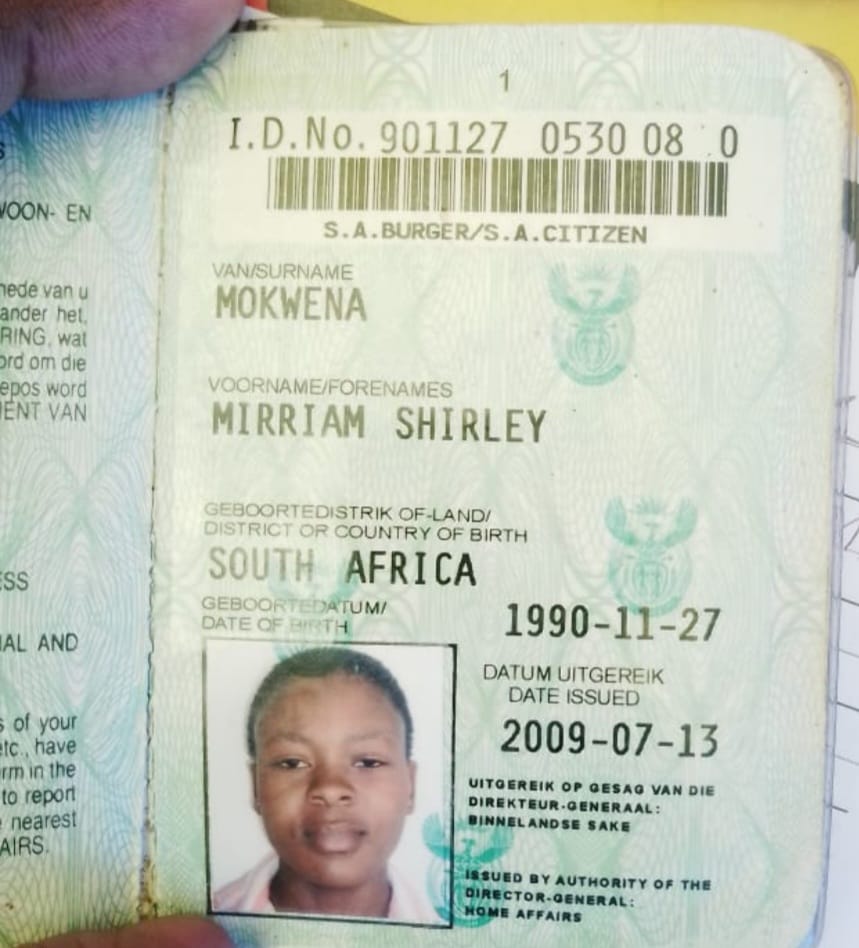 S
WOON- EN
ander het,
RING, wat
ord om die
epos word
VAN
ESS
AND
s of your
etc., have
rm in the
to report
nearest
AIRS.
1
I.D.No. 901127 0530 08 0
S.A.BURGER/S.A.CITIZEN
VAN/SURNAME
MOKWENA
VOORNAME/FORENAMES
MIRRIAM SHIRLEY
GEBOORTEDISTRIK OF-LAND/
DISTRICT OR COUNTRY OF BIRTH
SOUTH AFRICA
GEBOORTEDATUM/
DATE OF BIRTH
1990-11-27
DATUM UITGEREIK
DATE ISSUED
2009-07-13
UITGEREIK OP GESAG VAN DIE
DIREKTEUR-GENERAAL:
BINNELANDSE SAKE
ISSUED BY AUTHORITY OF THE
DIRECTOR-GENERAL:
HOME AFFAIRS